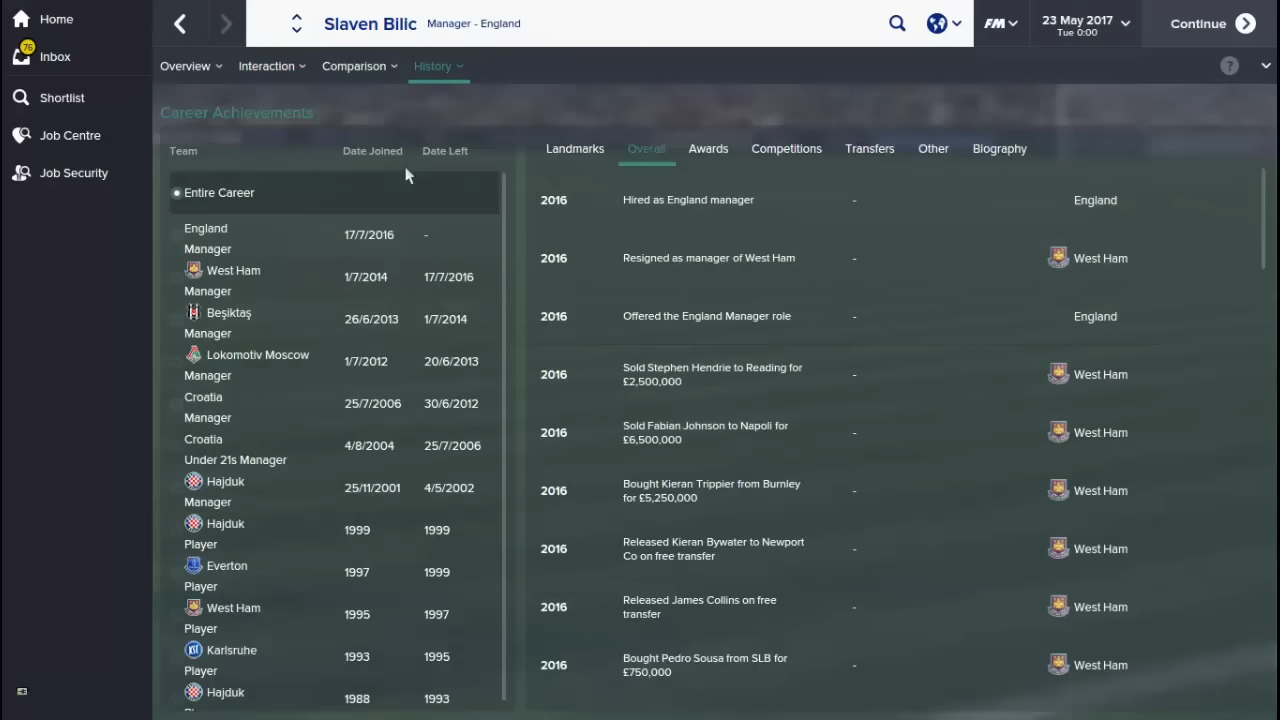 Home
76
Inbox
Shortlist
Job Centre
Job Security
Slaven Bilic
Manager - England
FM
23 May 2017
Tue 0:00
Continue
Overview
Interaction
Comparison
History
?
Career Achievements
Team Date Joined Date Left
Entire Career
England
Manager
17/7/2016 -
West Ham
Manager
1/7/2014 17/7/2016
Beşiktaş
Manager
26/6/2013 1/7/2014
Lokomotiv Moscow
Manager
1/7/2012 20/6/2013
Croatia
Manager
25/7/2006 30/6/2012
Croatia
Under 21s Manager
4/8/2004 25/7/2006
Hajduk
Manager
25/11/2001 4/5/2002
Hajduk
Player
1999 1999
Everton
Player
1997 1999
West Ham
Player
1995 1997
Karlsruhe
Player
1993 1995
Hajduk
1988 1993
Landmarks Overall Awards Competitions Transfers Other Biography
2016 Hired as England manager - England
2016 Resigned as manager of West Ham - West Ham
2016 Offered the England Manager role - England
2016 Sold Stephen Hendrie to Reading for
£2,500,000 - West Ham
2016 Sold Fabian Johnson to Napoli for
£6,500,000 - West Ham
2016 Bought Kieran Trippier from Burnley
for £5,250,000 - West Ham
2016 Released Kieran Bywater to Newport
Co on free transfer - West Ham
2016 Released James Collins on free
transfer - West Ham
2016 Bought Pedro Sousa from SLB for
£750,000 - West Ham